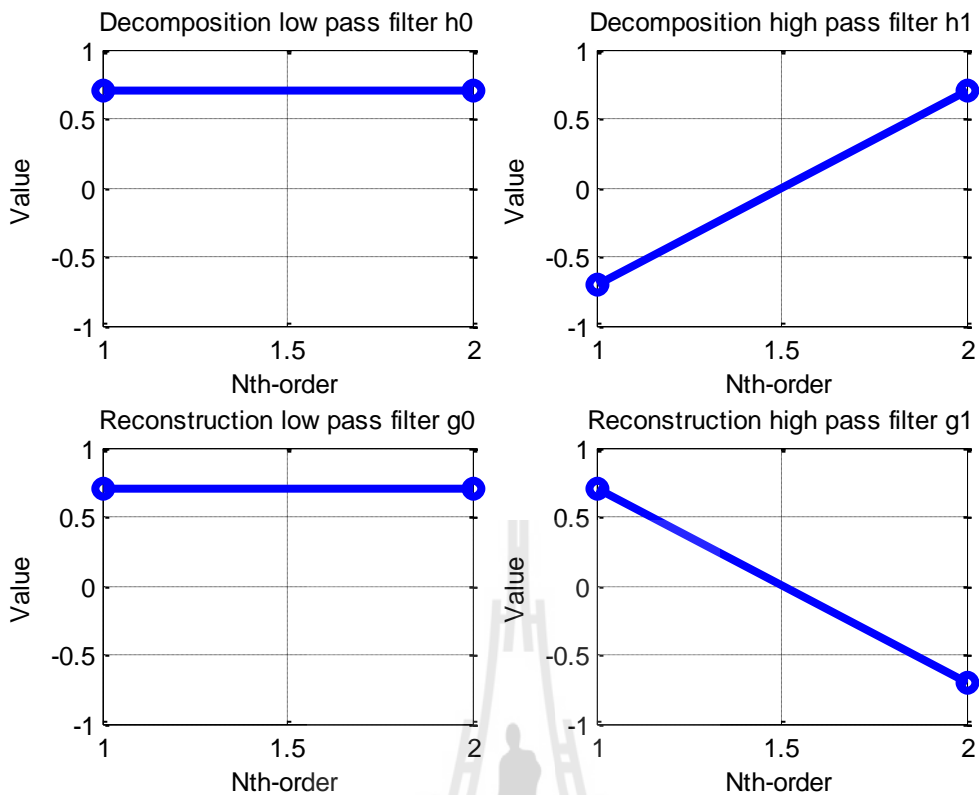 Decomposition low pass filter h0
1
0.5
0
-0.5
-1
Value
1 1.5 2
Nth-order
Decomposition high pass filter h1
1
0.5
0
-0.5
-1
Value
1 1.5 2
Nth-order
Reconstruction low pass filter g0
1
0.5
0
-0.5
-1
Value
1 1.5 2
Nth-order
Reconstruction high pass filter g1
1
0.5
0
-0.5
-1
Value
1 1.5 2
Nth-order